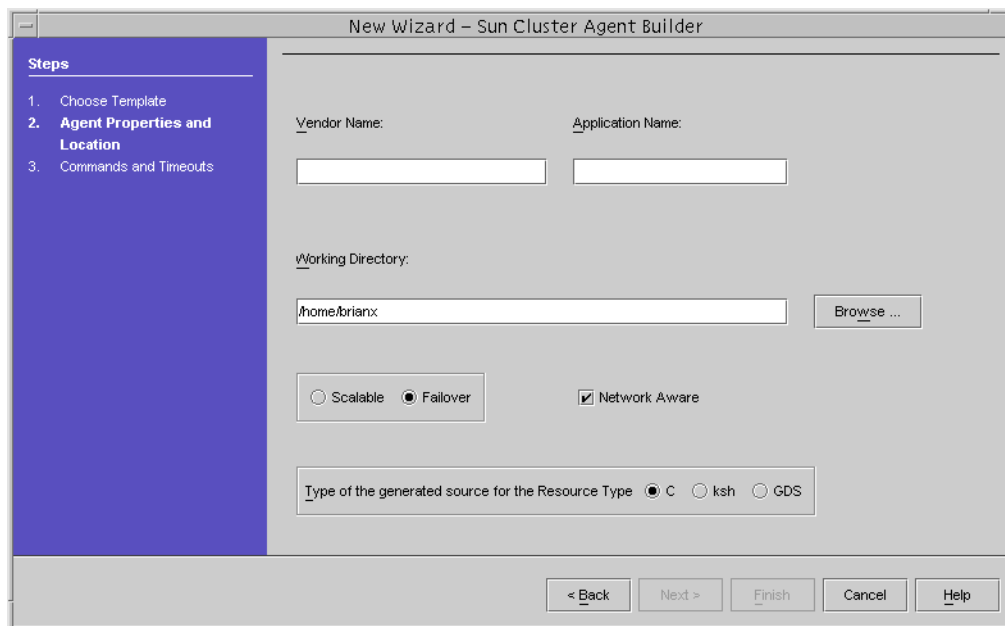 New Wizard – Sun Cluster Agent Builder
Steps
1. Choose Template
2. Agent Properties and
Location
3. Commands and Timeouts
Vendor Name: Application Name:
Working Directory:
/home/brianx Browse ...
Scalable Failover Network Aware
Type of the generated source for the Resource Type C ksh GDS
< Back Next > Finish Cancel Help